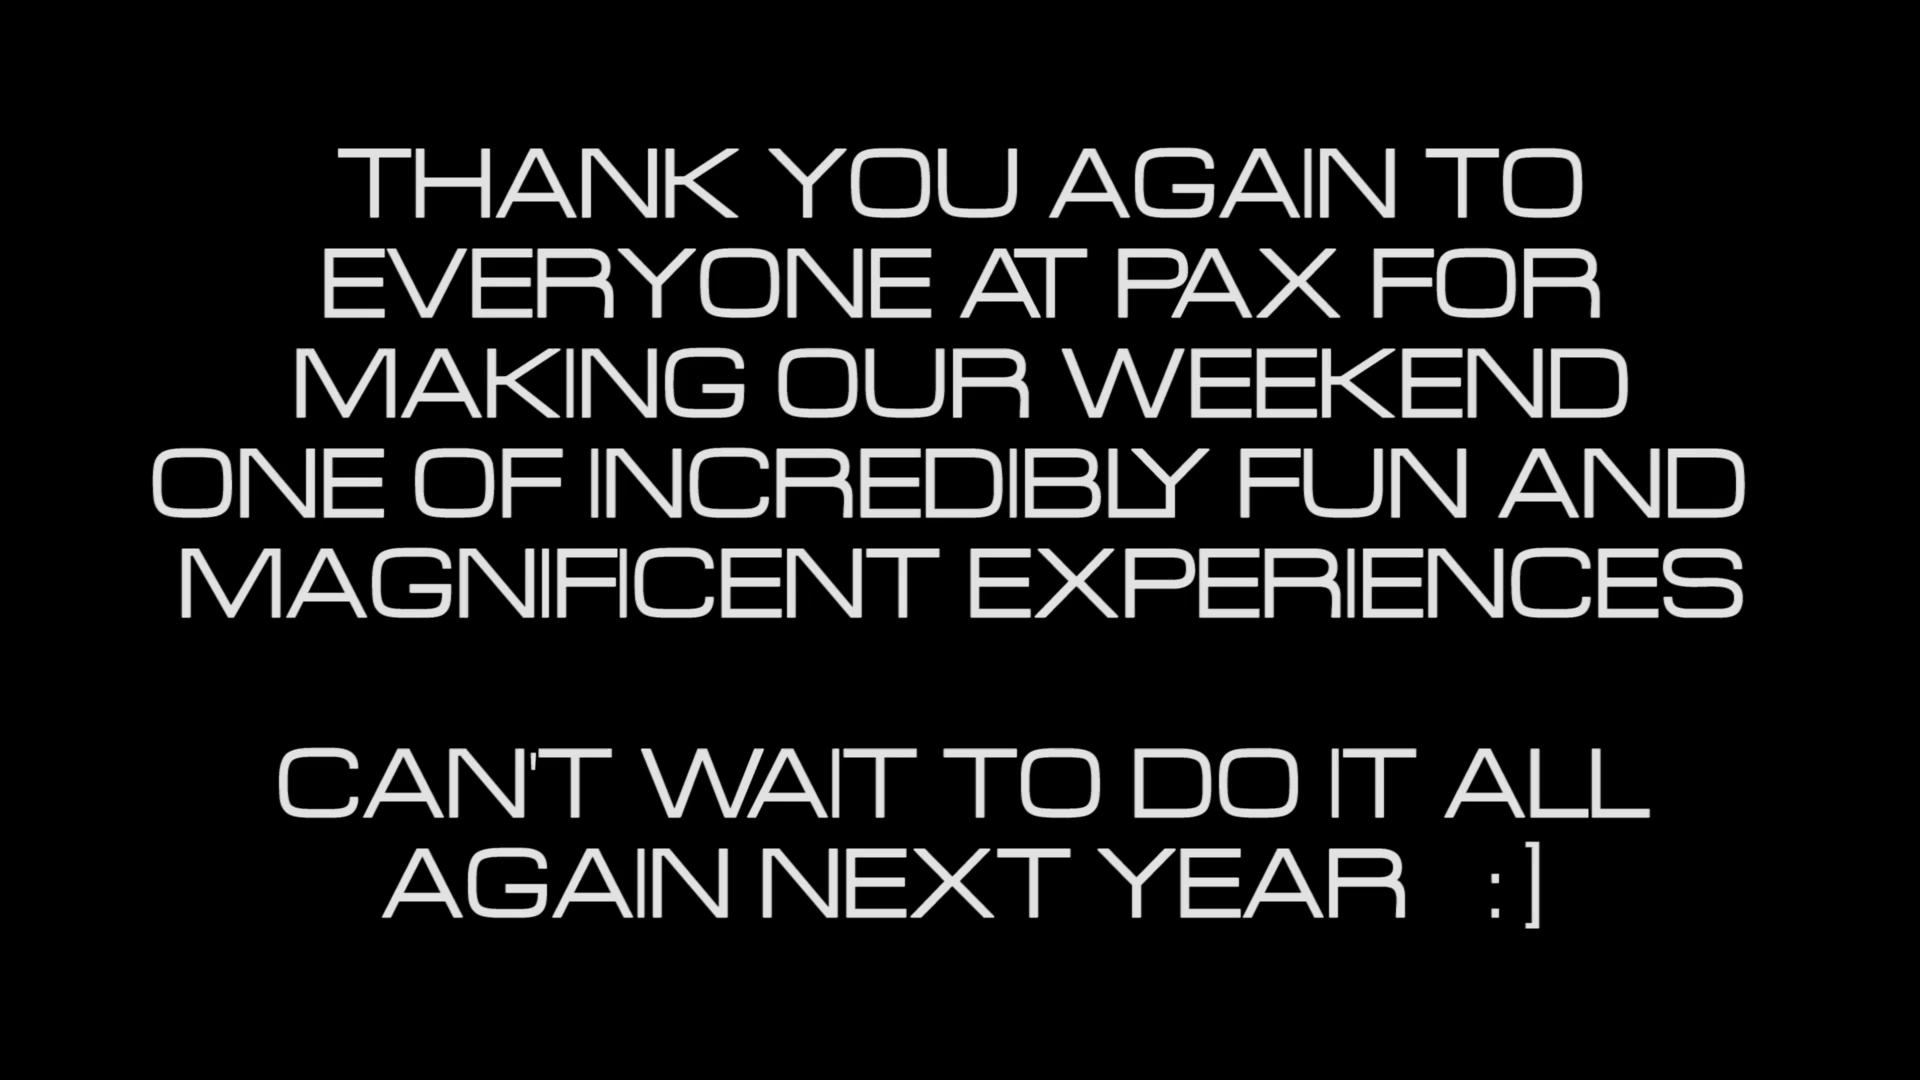 THANK YOU AGAIN TO
EVERYONE AT PAX FOR
MAKING OUR WEEKEND
ONE OF INCREDIBLY FUN AND
MAGNIFICENT EXPERIENCES
CAN'T WAIT TO DO IT ALL
AGAIN NEXT YEAR :]